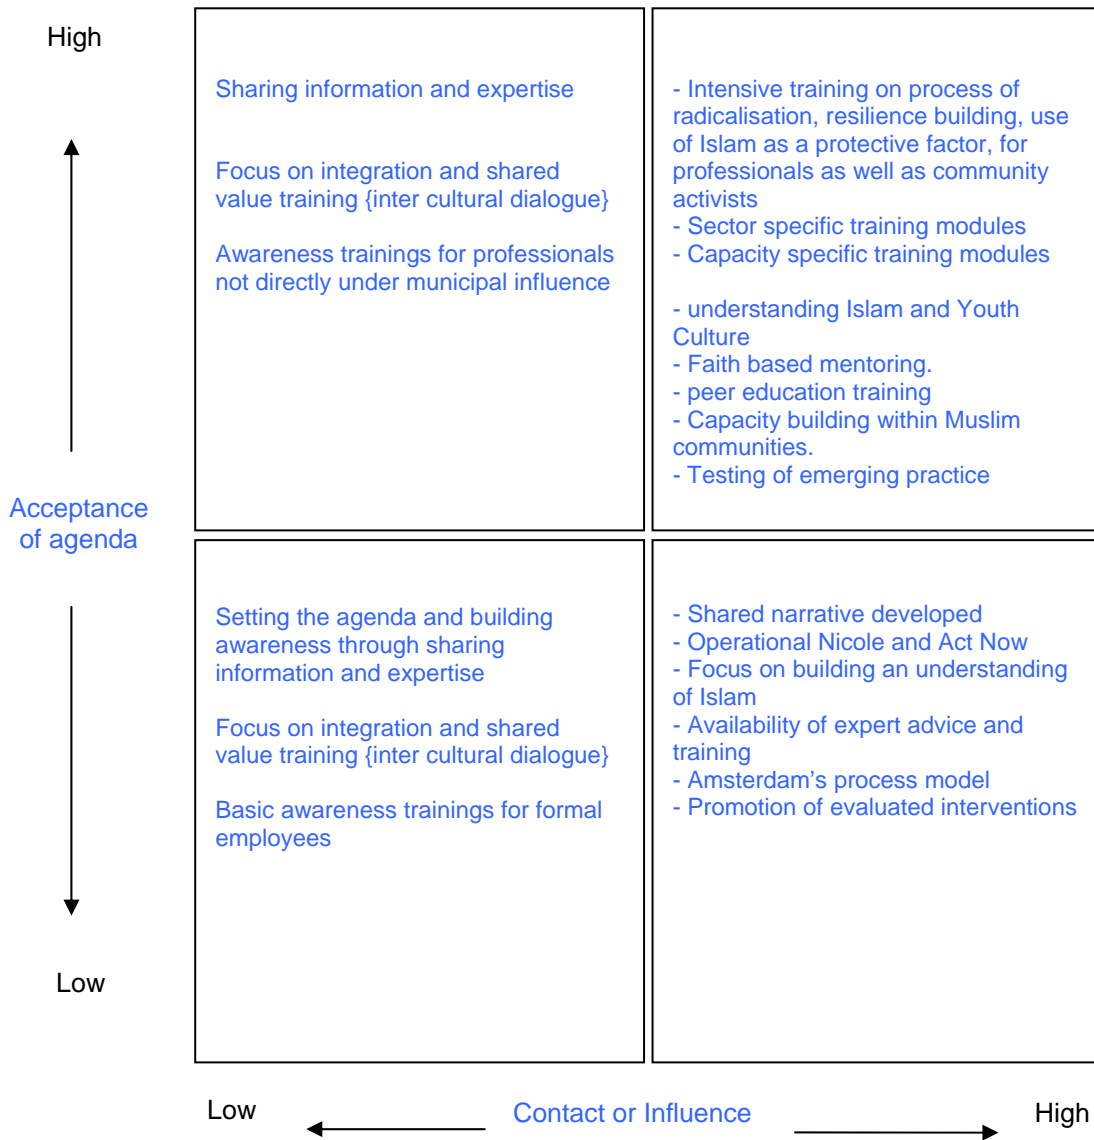 High
Sharing information and expertise
Focus on integration and shared
value training {inter cultural dialogue}
Awareness trainings for professionals
not directly under municipal influence
- Intensive training on process of
radicalisation, resilience building, use
of Islam as a protective factor, for
professionals as well as community
activists
- Sector specific training modules
- Capacity specific training modules
- understanding Islam and Youth
Culture
- Faith based mentoring.
- peer education training
- Capacity building within Muslim
communities.
- Testing of emerging practice
Acceptance
of agenda
Setting the agenda and building
awareness through sharing
information and expertise
Focus on integration and shared
value training {inter cultural dialogue}
Basic awareness trainings for formal
employees
- Shared narrative developed
- Operational Nicole and Act Now
- Focus on building an understanding
of Islam
- Availability of expert advice and
training
- Amsterdam's process model
- Promotion of evaluated interventions
Low
Low
Contact or Influence
High